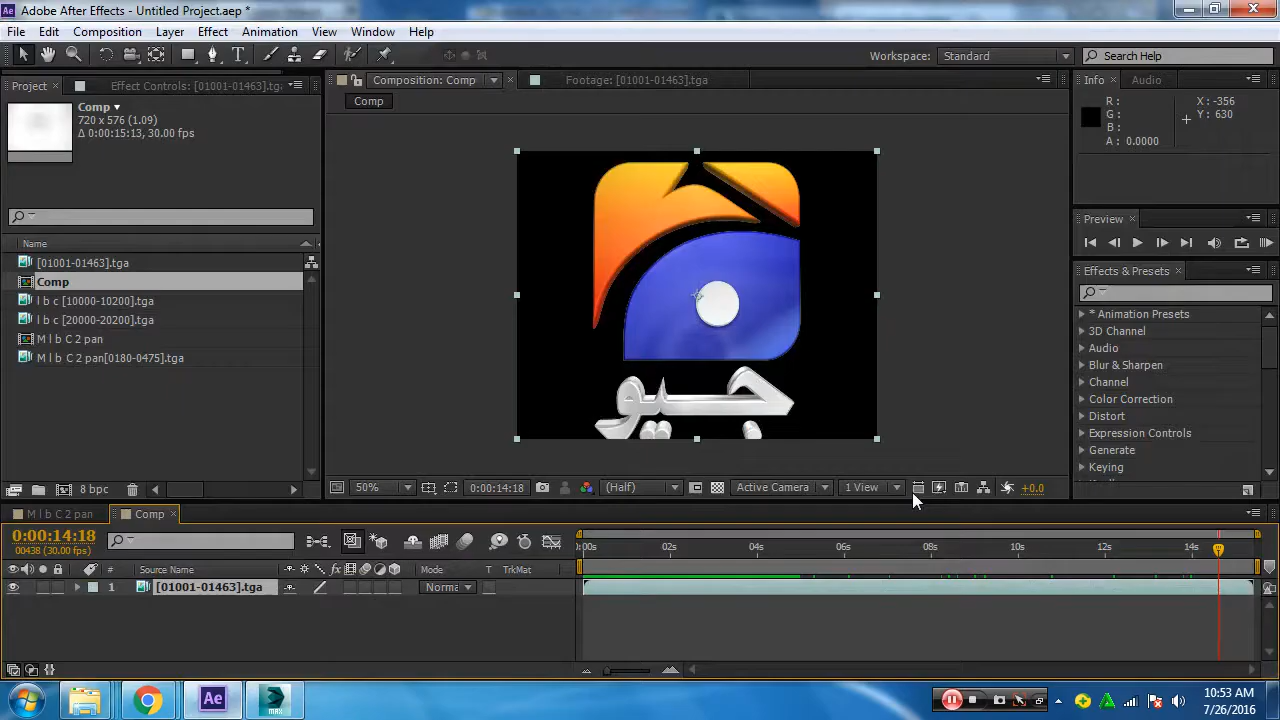 Adobe After Effects - Untitled Project.aep *
File Edit Composition Layer Effect Animation View Window Help
Workspace: Standard Search Help
Project Effect Controls: [01001-01463].tga
Composition: Comp Footage: [01001-01463].tga
Info Audio
Comp
Comp
720 x 576 (1.09)
Δ 0:00:15:13, 30.00 fps
R :
G :
B :
A : 0.0000
X : -356
Y : 630
Preview
Name
[01001-01463].tga
Comp
l b c [10000-10200].tga
l b c [20000-20200].tga
M l b C 2 pan
M l b C 2 pan[0180-0475].tga
Effects & Presets
* Animation Presets
3D Channel
Audio
Blur & Sharpen
Channel
Color Correction
Distort
Expression Controls
Generate
Keying
8 bpc
50% 0:00:14:18 (Half) Active Camera 1 View +0.0
M l b C 2 pan Comp
0:00:14:18
00438 (30.00 fps)
:00s 02s 04s 06s 08s 10s 12s 14s
# Source Name Mode T TrkMat
1 [01001-01463].tga Norma
10:53 AM
7/26/2016